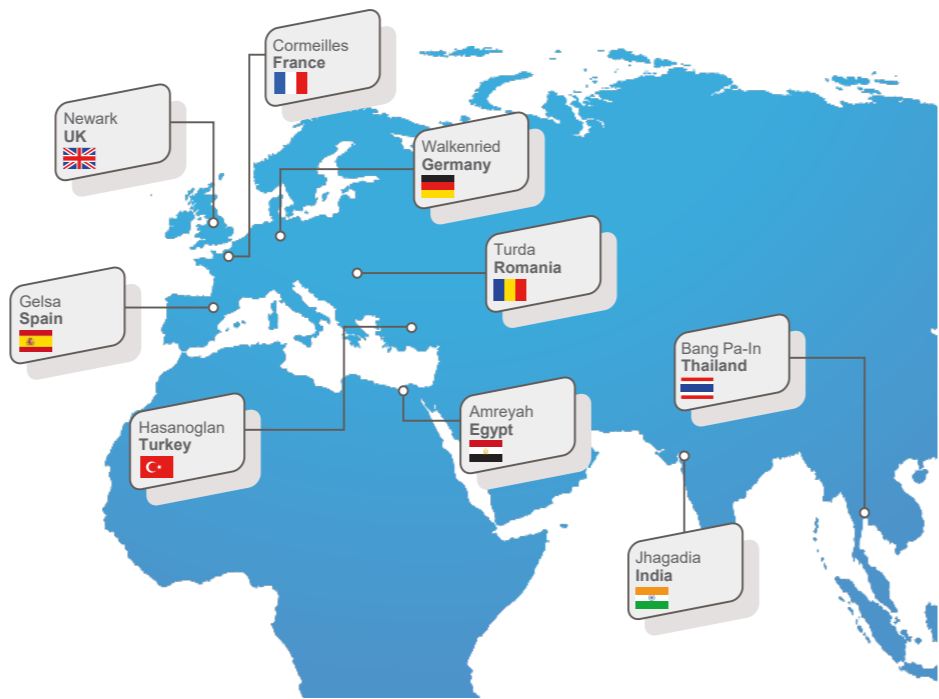 Cormeilles
France
Newark
UK
Walkenried
Germany
Turda
Romania
Gelsa
Spain
Bang Pa-In
Thailand
Hasanoglan
Turkey
Amreyah
Egypt
Jhagadia
India